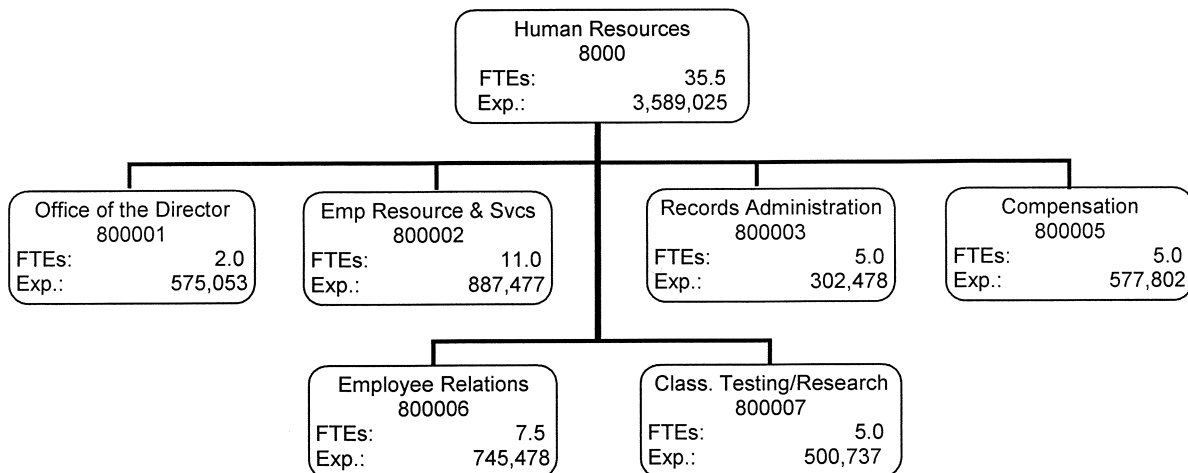 Human Resources
8000
FTEs: 35.5
Exp.: 3,589,025
Office of the Director
800001
FTEs: 2.0
Exp.: 575,053
Emp Resource & Svcs
800002
FTEs: 11.0
Exp.: 887,477
Records Administration
800003
FTEs: 5.0
Exp.: 302,478
Compensation
800005
FTEs: 5.0
Exp.: 577,802
Employee Relations
800006
FTEs: 7.5
Exp.: 745,478
Class. Testing/Research
800007
FTEs: 5.0
Exp.: 500,737